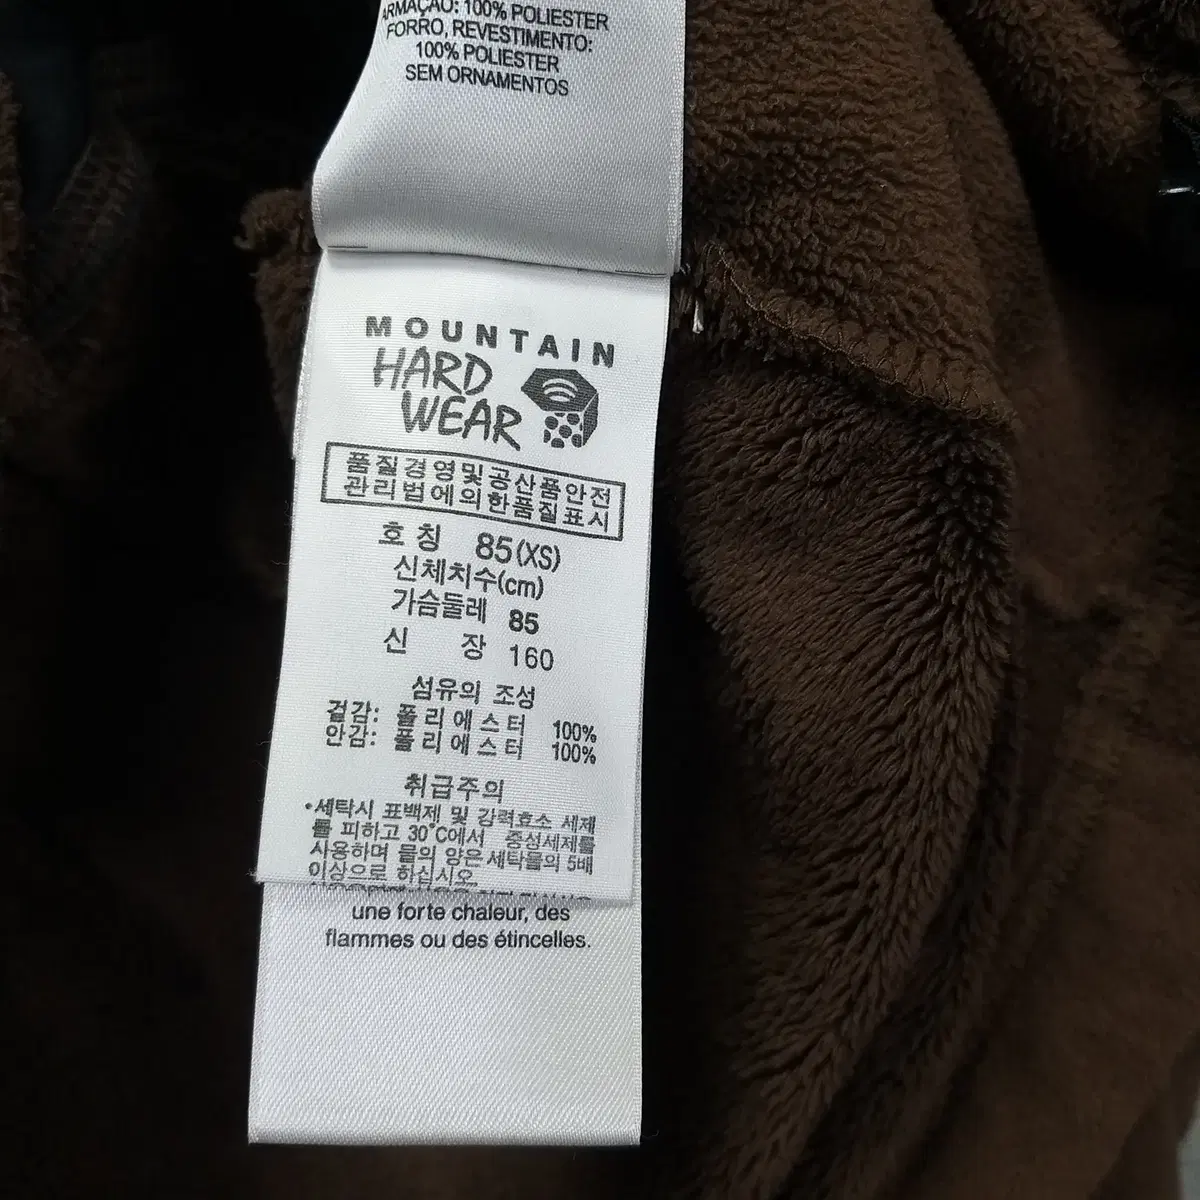 ARMAÇÃO: 100% POLIESTER
FORRO, REVESTIMENTO:
100% POLIESTER
SEM ORNAMENTOS
MOUNTAIN
HARD
WEAR
품질경영및공산품안전
관리법에의한품질표시
호칭 85(XS)
신체치수(cm)
가슴둘레 85
신 장 160
섬유의 조성
겉감: 폴리에스터 100%
안감: 폴리에스터 100%
취급주의
•세탁시 표백제 및 강력효소 세제
를 피하고 30°C에서 중성세제를
사용하며 물의 양은 세탁물의 5배
이상으로 하십시오
une forte chaleur, des
flammes ou des étincelles.